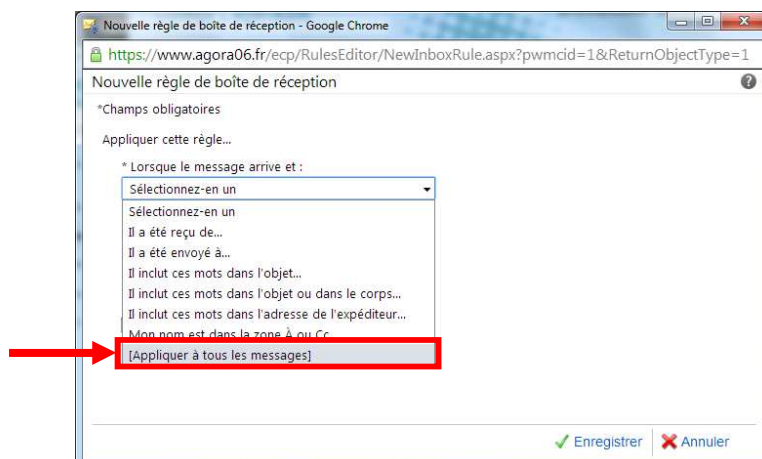 Nouvelle règle de boîte de réception - Google Chrome
https://www.agora06.fr/ecp/RulesEditor/NewInboxRule.aspx?pwmcid=1&ReturnObjectType=1
Nouvelle règle de boîte de réception
*Champs obligatoires
Appliquer cette règle...
* Lorsque le message arrive et :
Sélectionnez-en un
Sélectionnez-en un
Il a été reçu de...
Il a été envoyé à...
Il inclut ces mots dans l'objet...
Il inclut ces mots dans l'objet ou dans le corps...
Il inclut ces mots dans l'adresse de l'expéditeur...
Mon nom est dans la zone À ou Cc
[Appliquer à tous les messages]
Enregistrer Annuler